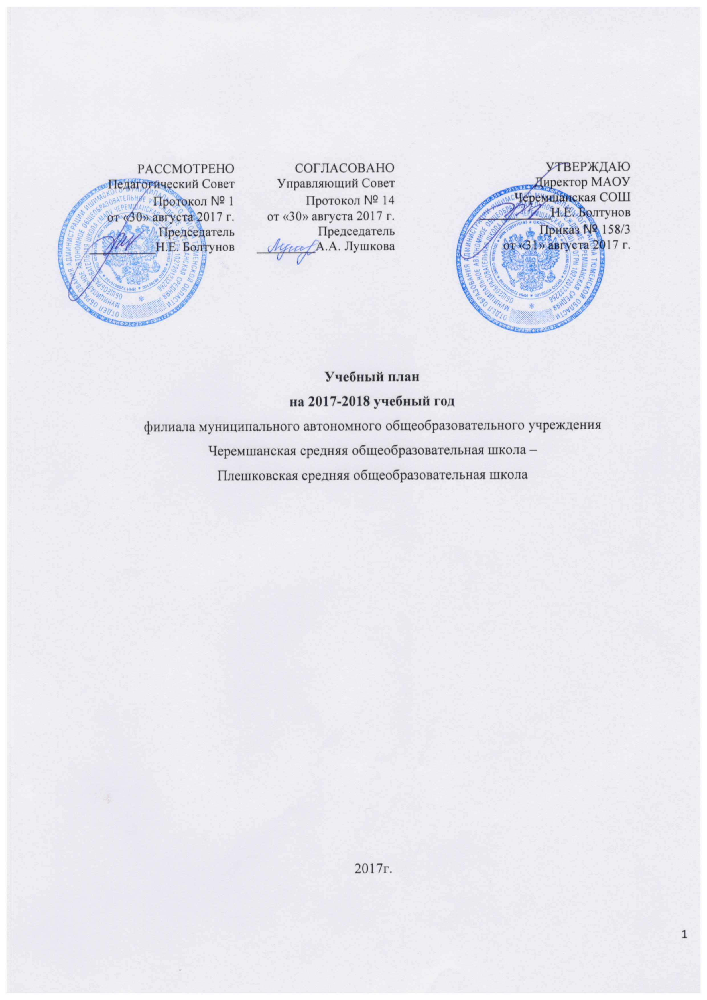 РАССМОТРЕНО
Педагогический Совет
Протокол № 1
от «30» августа 2017 г.
Председатель
Н.Е. Болтунов
СОГЛАСОВАНО
Управляющий Совет
Протокол № 14
от «30» августа 2017 г.
Председатель
А.А. Лушкова
УТВЕРЖДАЮ
Директор МАОУ
Черемшанская СОШ
Н.Е. Болтунов
Приказ № 158/3
от «31» августа 2017 г.
Учебный план
на 2017-2018 учебный год
филиала муниципального автономного общеобразовательного учреждения
Черемшанская средняя общеобразовательная школа –
Плешковская средняя общеобразовательная школа
2017г.
1